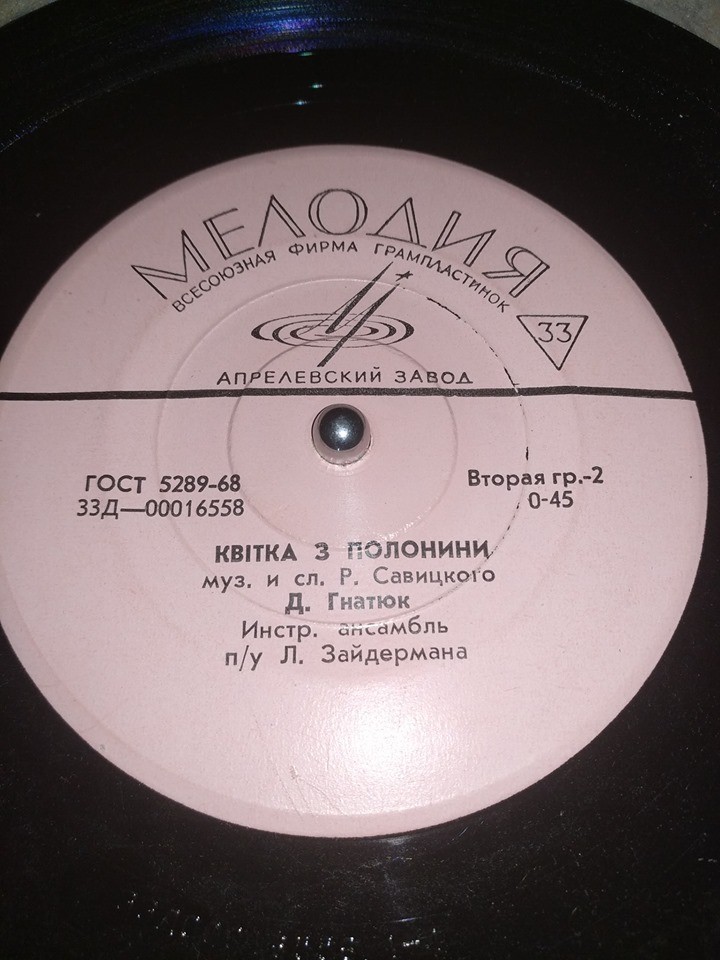 МЕЛОДИЯ
ВСЕСОЮЗНАЯ ФИРМА ГРАМПЛАСТИНОК
33
АПРЕЛЕВСКИЙ ЗАВОД
ГОСТ 5289-68
33Д—00016558
Вторая гр.-2
0-45
КВІТКА З ПОЛОНИНИ
муз. и сл. Р. Савицкого
Д. Гнатюк
Инстр. ансамбль
п/у Л. Зайдермана